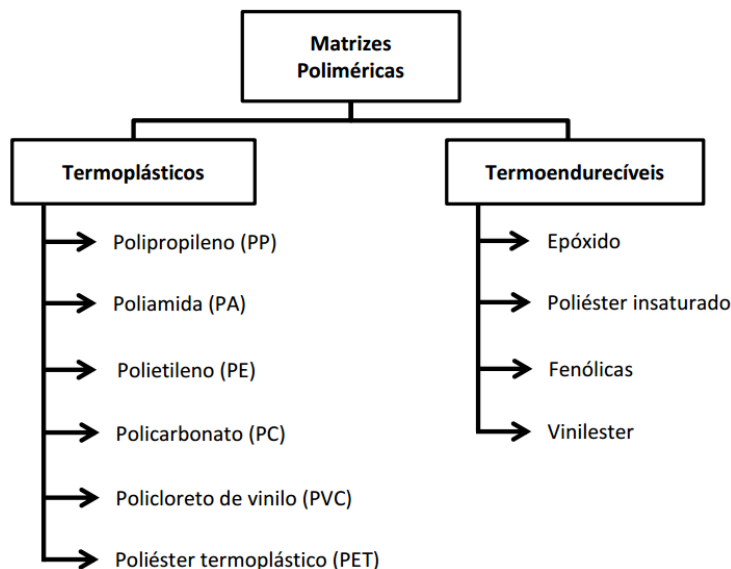 Matrizes
Poliméricas
Termoplásticos
Polipropileno (PP)
Poliamida (PA)
Polietileno (PE)
Policarbonato (PC)
Policloreto de vinilo (PVC)
Poliéster termoplástico (PET)
Termoendurecíveis
Epóxido
Poliéster insaturado
Fenólicas
Vinilester